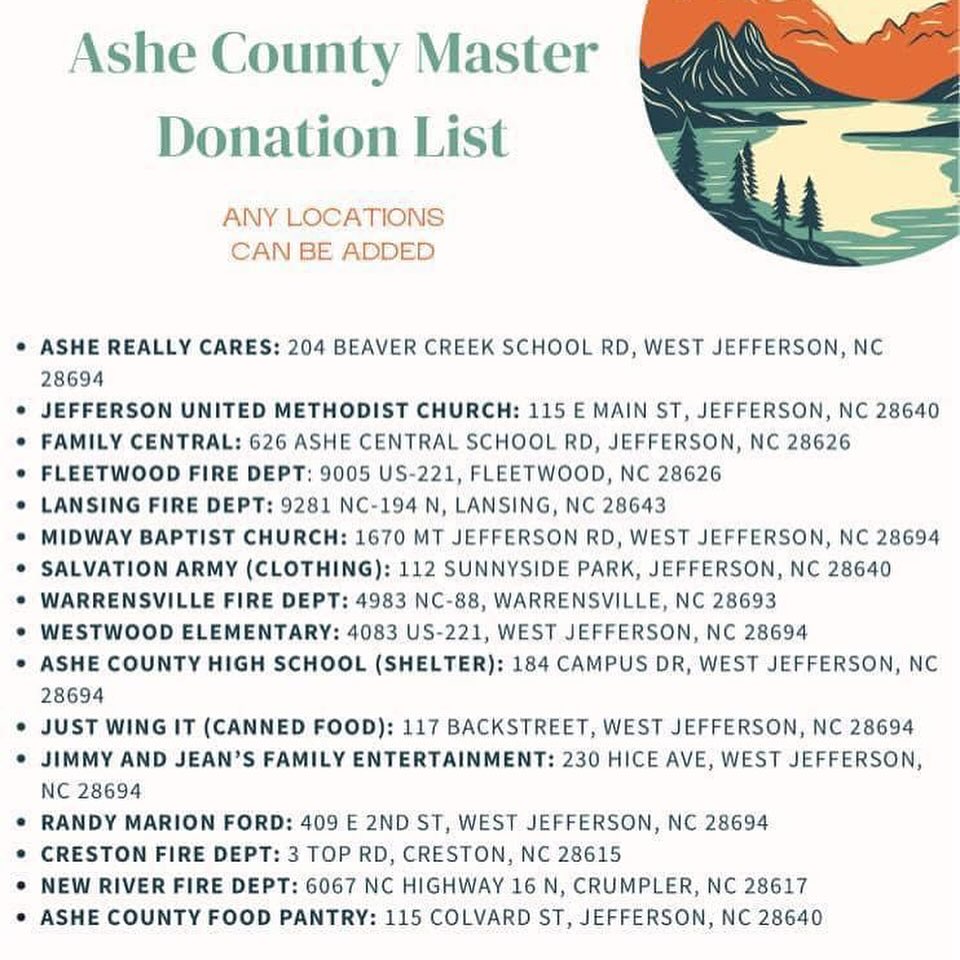 Ashe County Master
Donation List
ANY LOCATIONS
CAN BE ADDED
• ASHE REALLY CARES: 204 BEAVER CREEK SCHOOL RD, WEST JEFFERSON, NC
28694
• JEFFERSON UNITED METHODIST CHURCH: 115 E MAIN ST, JEFFERSON, NC 28640
• FAMILY CENTRAL: 626 ASHE CENTRAL SCHOOL RD, JEFFERSON, NC 28626
• FLEETWOOD FIRE DEPT: 9005 US-221, FLEETWOOD, NC 28626
• LANSING FIRE DEPT: 9281 NC-194 N, LANSING, NC 28643
• MIDWAY BAPTIST CHURCH: 1670 MT JEFFERSON RD, WEST JEFFERSON, NC 28694
• SALVATION ARMY (CLOTHING): 112 SUNNYSIDE PARK, JEFFERSON, NC 28640
• WARRENSVILLE FIRE DEPT: 4983 NC-88, WARRENSVILLE, NC 28693
• WESTWOOD ELEMENTARY: 4083 US-221, WEST JEFFERSON, NC 28694
• ASHE COUNTY HIGH SCHOOL (SHELTER): 184 CAMPUS DR, WEST JEFFERSON, NC
28694
• JUST WING IT (CANNED FOOD): 117 BACKSTREET, WEST JEFFERSON, NC 28694
• JIMMY AND JEAN’S FAMILY ENTERTAINMENT: 230 HICE AVE, WEST JEFFERSON,
NC 28694
• RANDY MARION FORD: 409 E 2ND ST, WEST JEFFERSON, NC 28694
• CRESTON FIRE DEPT: 3 TOP RD, CRESTON, NC 28615
• NEW RIVER FIRE DEPT: 6067 NC HIGHWAY 16 N, CRUMPLER, NC 28617
• ASHE COUNTY FOOD PANTRY: 115 COLVARD ST, JEFFERSON, NC 28640